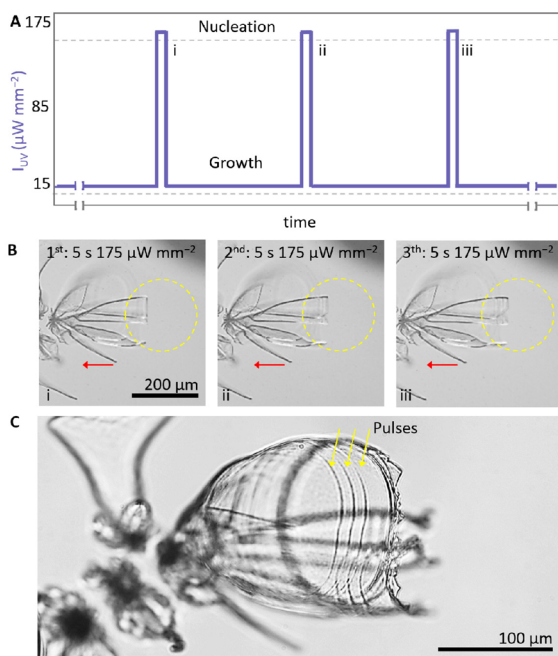 A
175
Nucleation
i
ii
iii
85
I_UV (µW mm⁻²)
Growth
15
time
B
1st: 5 s 175 µW mm⁻²
2nd: 5 s 175 µW mm⁻²
3th: 5 s 175 µW mm⁻²
200 µm
i
ii
iii
C
Pulses
100 µm